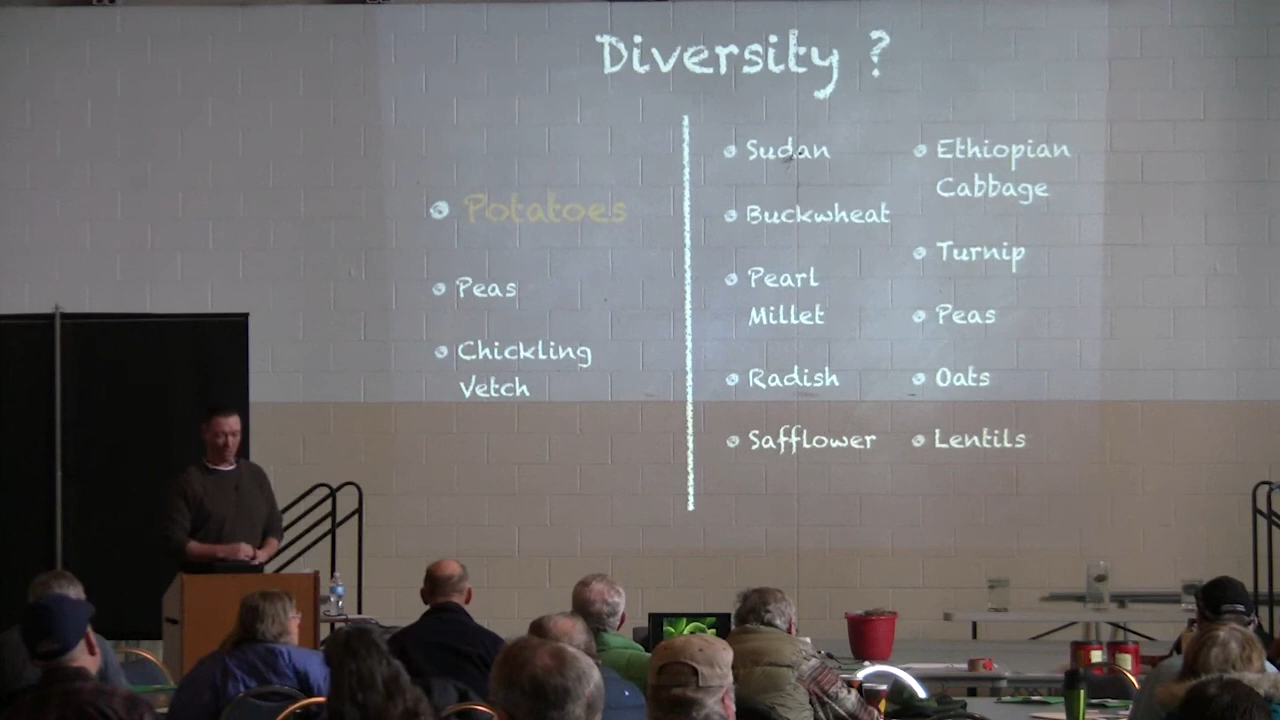 Diversity ?
Potatoes
Peas
Chickling
Vetch
Sudan
Buckwheat
Pearl
Millet
Radish
Safflower
Ethiopian
Cabbage
Turnip
Peas
Oats
Lentils